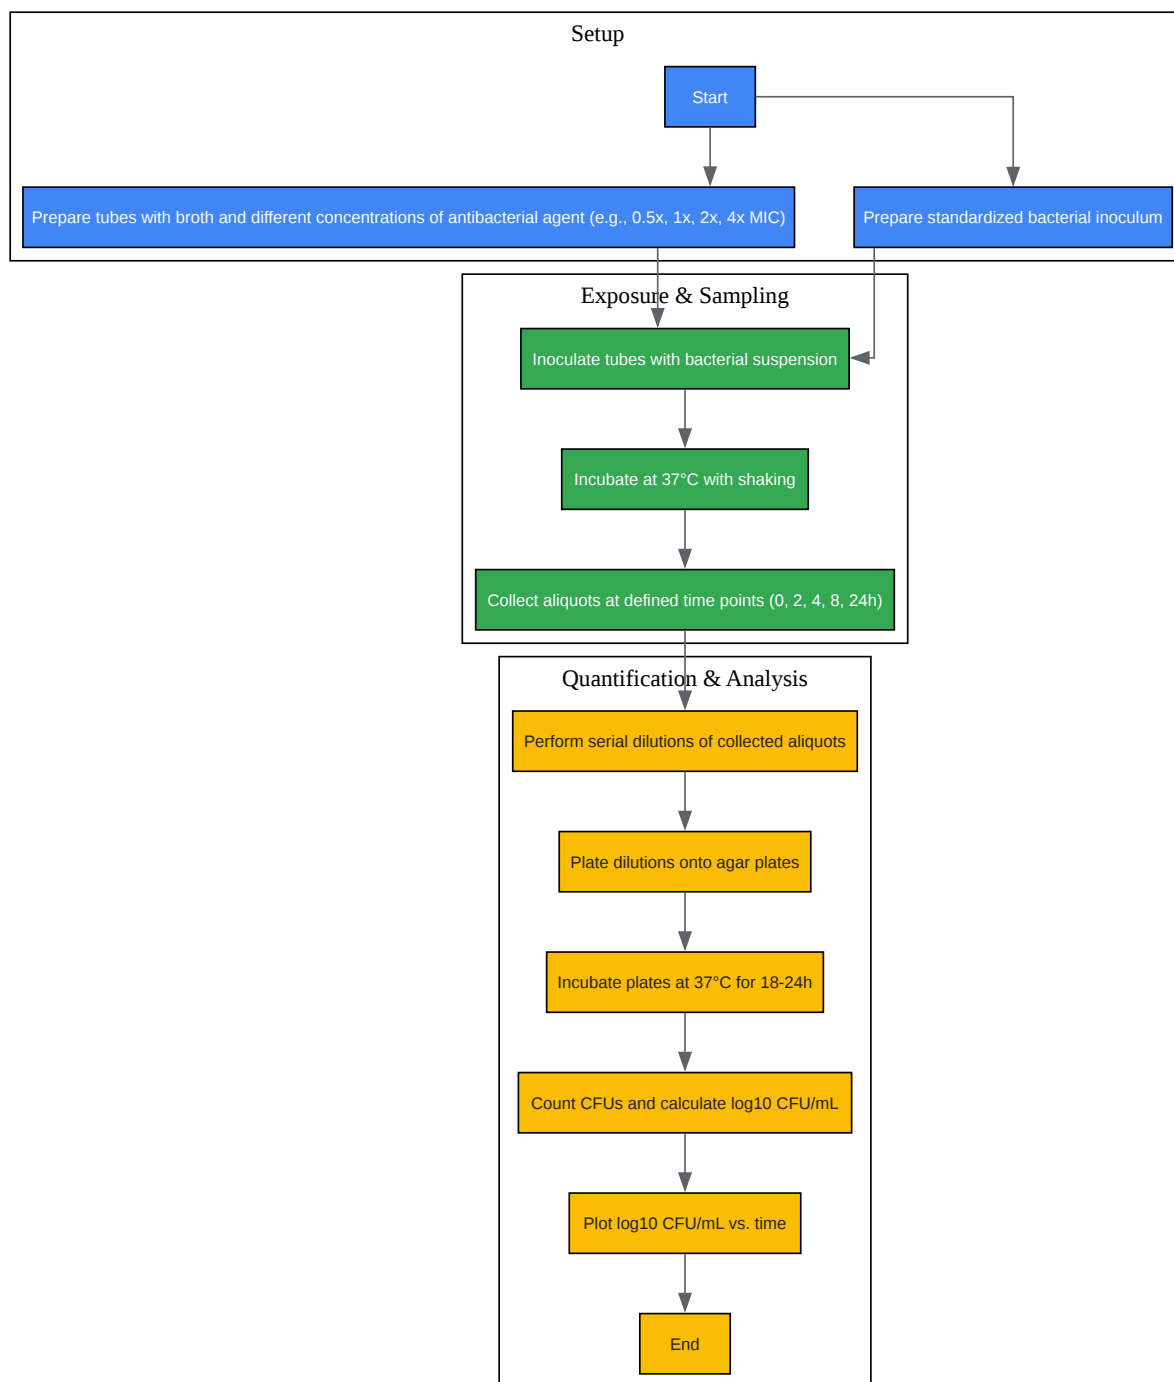 Setup
Start
Prepare tubes with broth and different concentrations of antibacterial agent (e.g., 0.5x, 1x, 2x, 4x MIC)
Prepare standardized bacterial inoculum
Exposure & Sampling
Inoculate tubes with bacterial suspension
Incubate at 37°C with shaking
Collect aliquots at defined time points (0, 2, 4, 8, 24h)
Quantification & Analysis
Perform serial dilutions of collected aliquots
Plate dilutions onto agar plates
Incubate plates at 37°C for 18-24h
Count CFUs and calculate log10 CFU/mL
Plot log10 CFU/mL vs. time
End